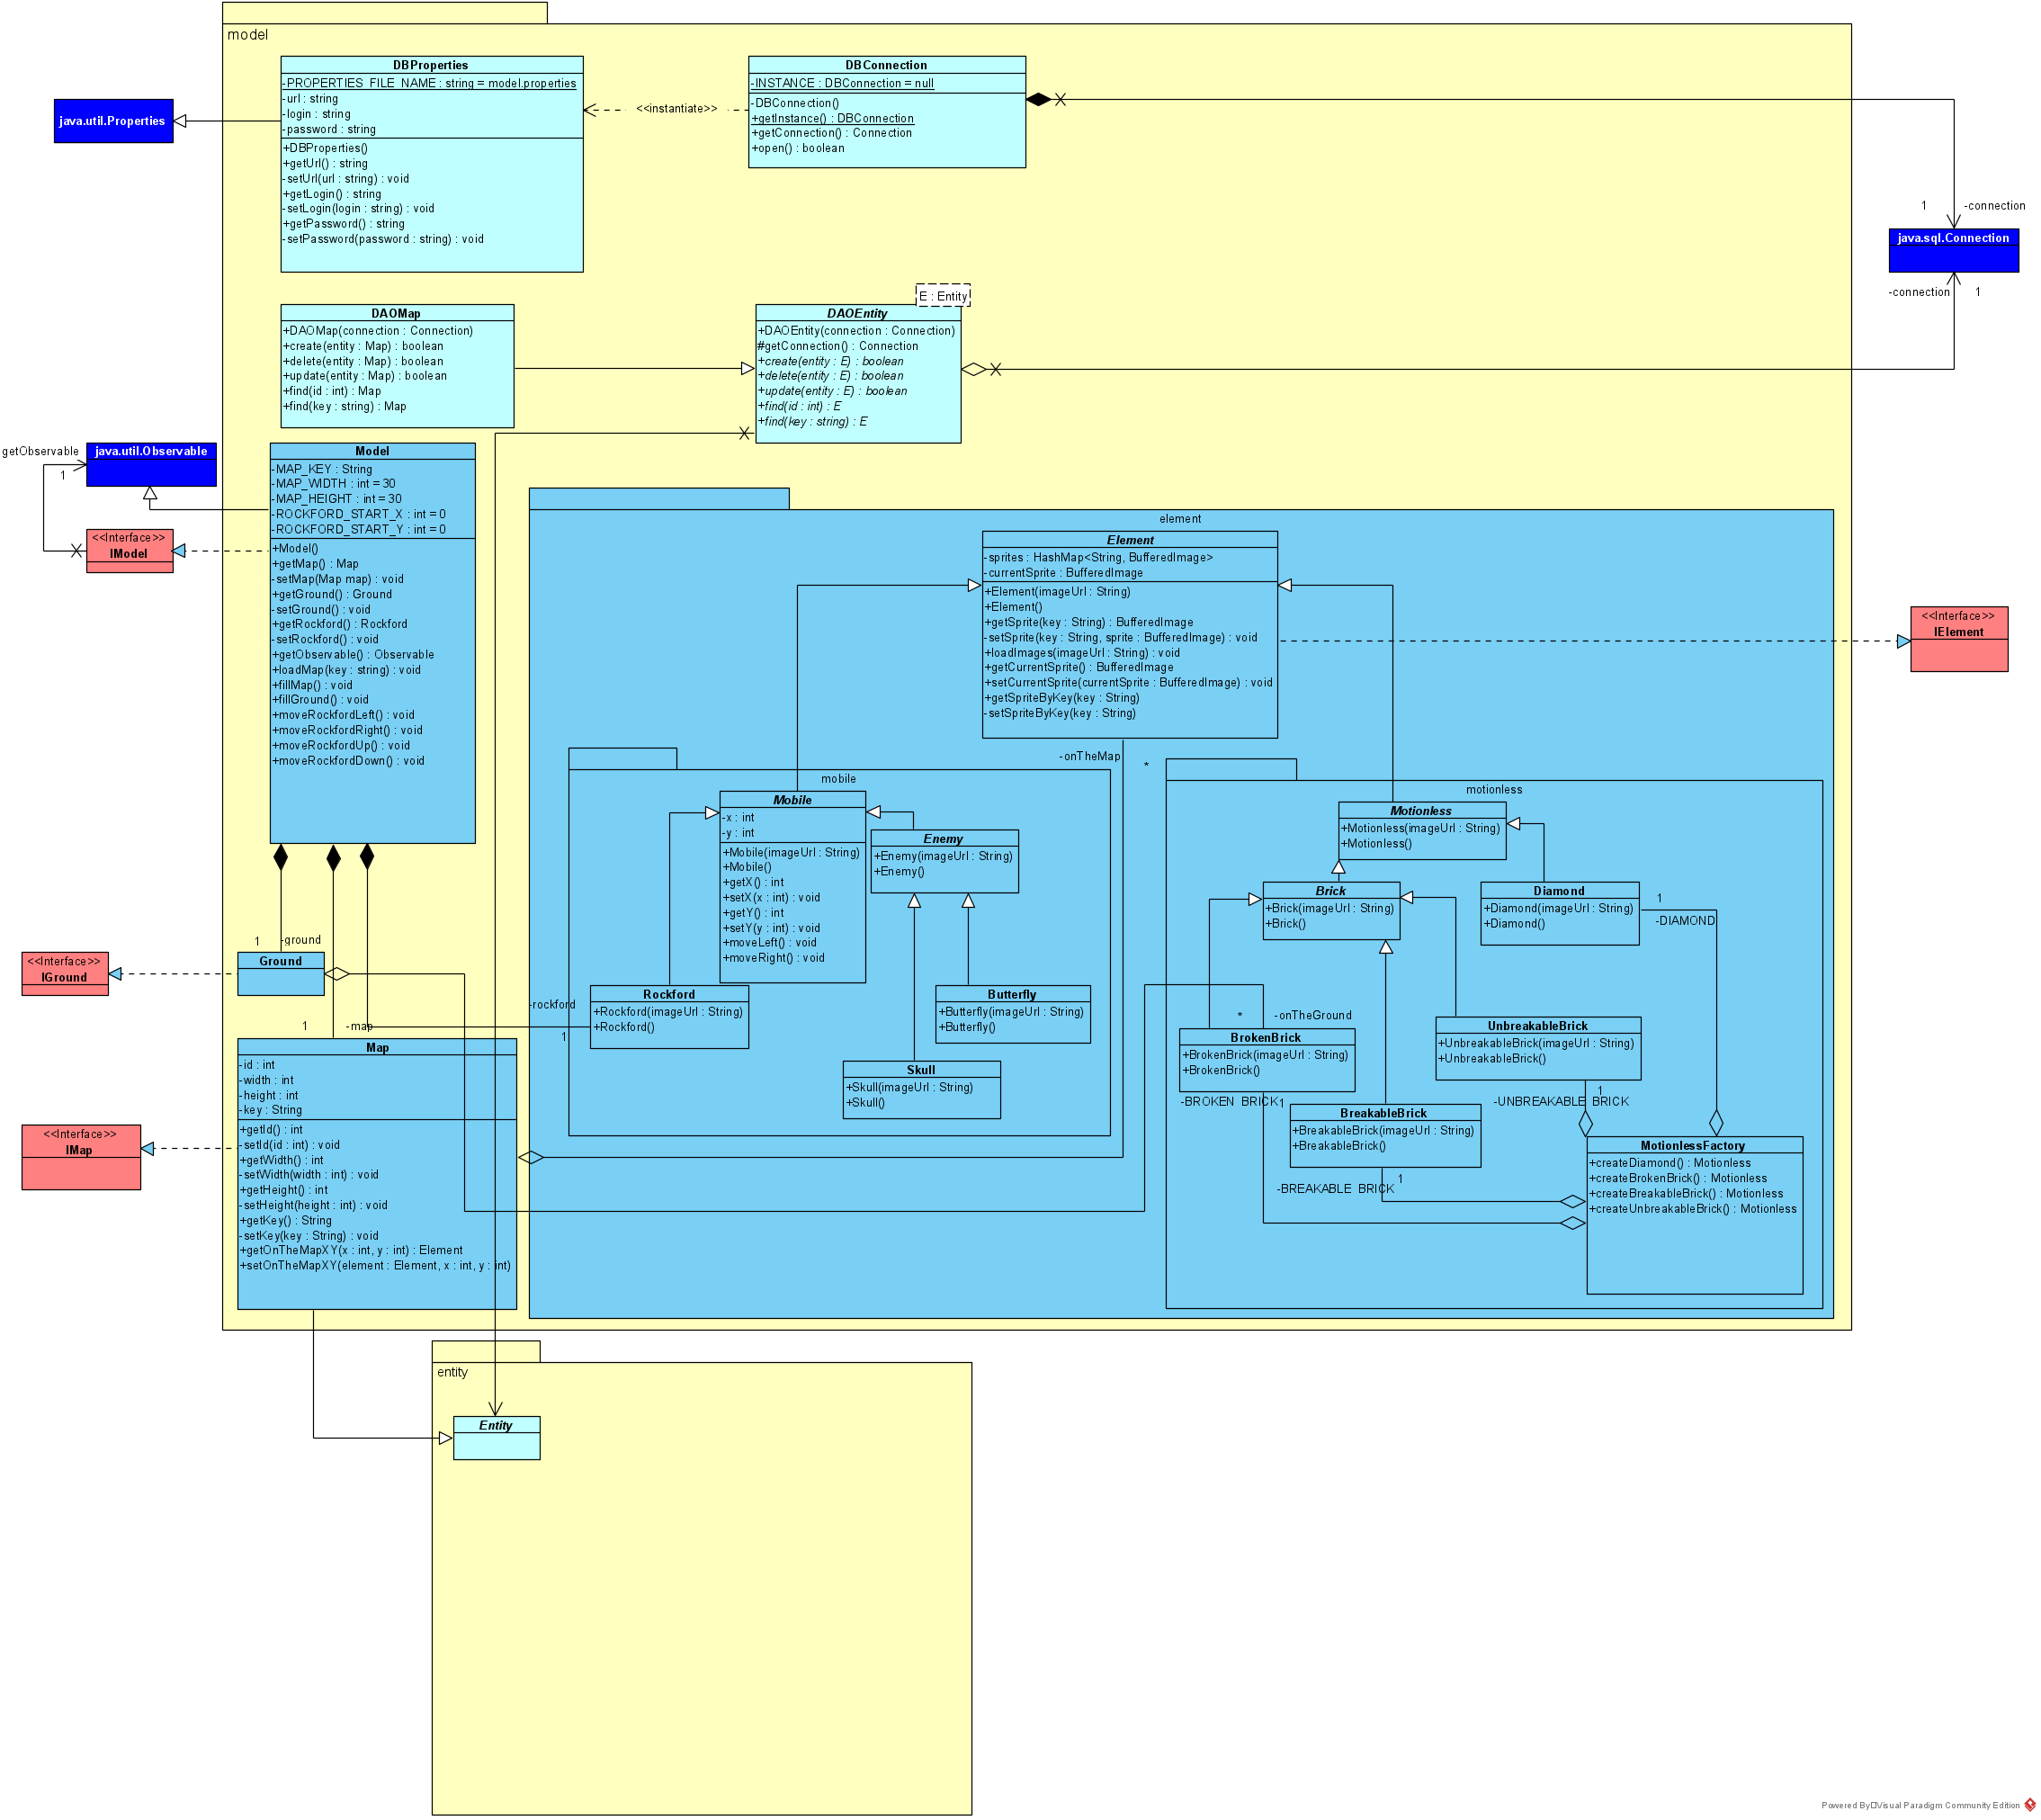 model
DBProperties
-PROPERTIES_FILE_NAME : string = model.properties
-url : string
-login : string
-password : string
+DBProperties()
+getUrl() : string
-setUrl(url : string) : void
+getLogin() : string
-setLogin(login : string) : void
+getPassword() : string
-setPassword(password : string) : void
<<instantiate>>
DBConnection
-INSTANCE : DBConnection = null
-DBConnection()
+getInstance() : DBConnection
+getConnection() : Connection
+open() : boolean
java.util.Properties
1
-connection
java.sql.Connection
-connection
1
DAOMap
+DAOMap(connection : Connection)
+create(entity : Map) : boolean
+delete(entity : Map) : boolean
+update(entity : Map) : boolean
+find(id : int) : Map
+find(key : string) : Map
E : Entity
DAOEntity
+DAOEntity(connection : Connection)
#getConnection() : Connection
+create(entity : E) : boolean
+delete(entity : E) : boolean
+update(entity : E) : boolean
+find(id : int) : E
+find(key : string) : E
getObservable
1
java.util.Observable
<<Interface>>
IModel
Model
-MAP_KEY : String
-MAP_WIDTH : int = 30
-MAP_HEIGHT : int = 30
-ROCKFORD_START_X : int = 0
-ROCKFORD_START_Y : int = 0
+Model()
+getMap() : Map
-setMap(Map map) : void
+getGround() : Ground
-setGround() : void
+getRockford() : Rockford
-setRockford() : void
+getObservable() : Observable
+loadMap(key : string) : void
+fillMap() : void
+fillGround() : void
+moveRockfordLeft() : void
+moveRockfordRight() : void
+moveRockfordUp() : void
+moveRockfordDown() : void
element
Element
-sprites : HashMap<String, BufferedImage>
-currentSprite : BufferedImage
+Element(imageUrl : String)
+Element()
+getSprite(key : String) : BufferedImage
-setSprite(key : String, sprite : BufferedImage) : void
+loadImages(imageUrl : String) : void
+getCurrentSprite() : BufferedImage
+setCurrentSprite(currentSprite : BufferedImage) : void
+getSpriteByKey(key : String)
-setSpriteByKey(key : String)
<<Interface>>
IElement
-onTheMap
*
mobile
Mobile
-x : int
-y : int
+Mobile(imageUrl : String)
+Mobile()
+getX() : int
+setX(x : int) : void
+getY() : int
+setY(y : int) : void
+moveLeft() : void
+moveRight() : void
Enemy
+Enemy(imageUrl : String)
+Enemy()
motionless
Motionless
+Motionless(imageUrl : String)
+Motionless()
Brick
+Brick(imageUrl : String)
+Brick()
Diamond
+Diamond(imageUrl : String)
+Diamond()
1
-DIAMOND
1
-ground
<<Interface>>
IGround
Ground
-rockford
1
Rockford
+Rockford(imageUrl : String)
+Rockford()
Butterfly
+Butterfly(imageUrl : String)
+Butterfly()
Skull
+Skull(imageUrl : String)
+Skull()
*
-onTheGround
BrokenBrick
+BrokenBrick(imageUrl : String)
+BrokenBrick()
-BROKEN_BRICK
1
UnbreakableBrick
+UnbreakableBrick(imageUrl : String)
+UnbreakableBrick()
1
-UNBREAKABLE_BRICK
BreakableBrick
+BreakableBrick(imageUrl : String)
+BreakableBrick()
1
-BREAKABLE_BRICK
MotionlessFactory
+createDiamond() : Motionless
+createBrokenBrick() : Motionless
+createBreakableBrick() : Motionless
+createUnbreakableBrick() : Motionless
1
-map
<<Interface>>
IMap
Map
-id : int
-width : int
-height : int
-key : String
+getId() : int
-setId(id : int) : void
+getWidth() : int
-setWidth(width : int) : void
+getHeight() : int
-setHeight(height : int) : void
+getKey() : String
-setKey(key : String) : void
+getOnTheMapXY(x : int, y : int) : Element
+setOnTheMapXY(element : Element, x : int, y : int)
entity
Entity
Powered By Visual Paradigm Community Edition